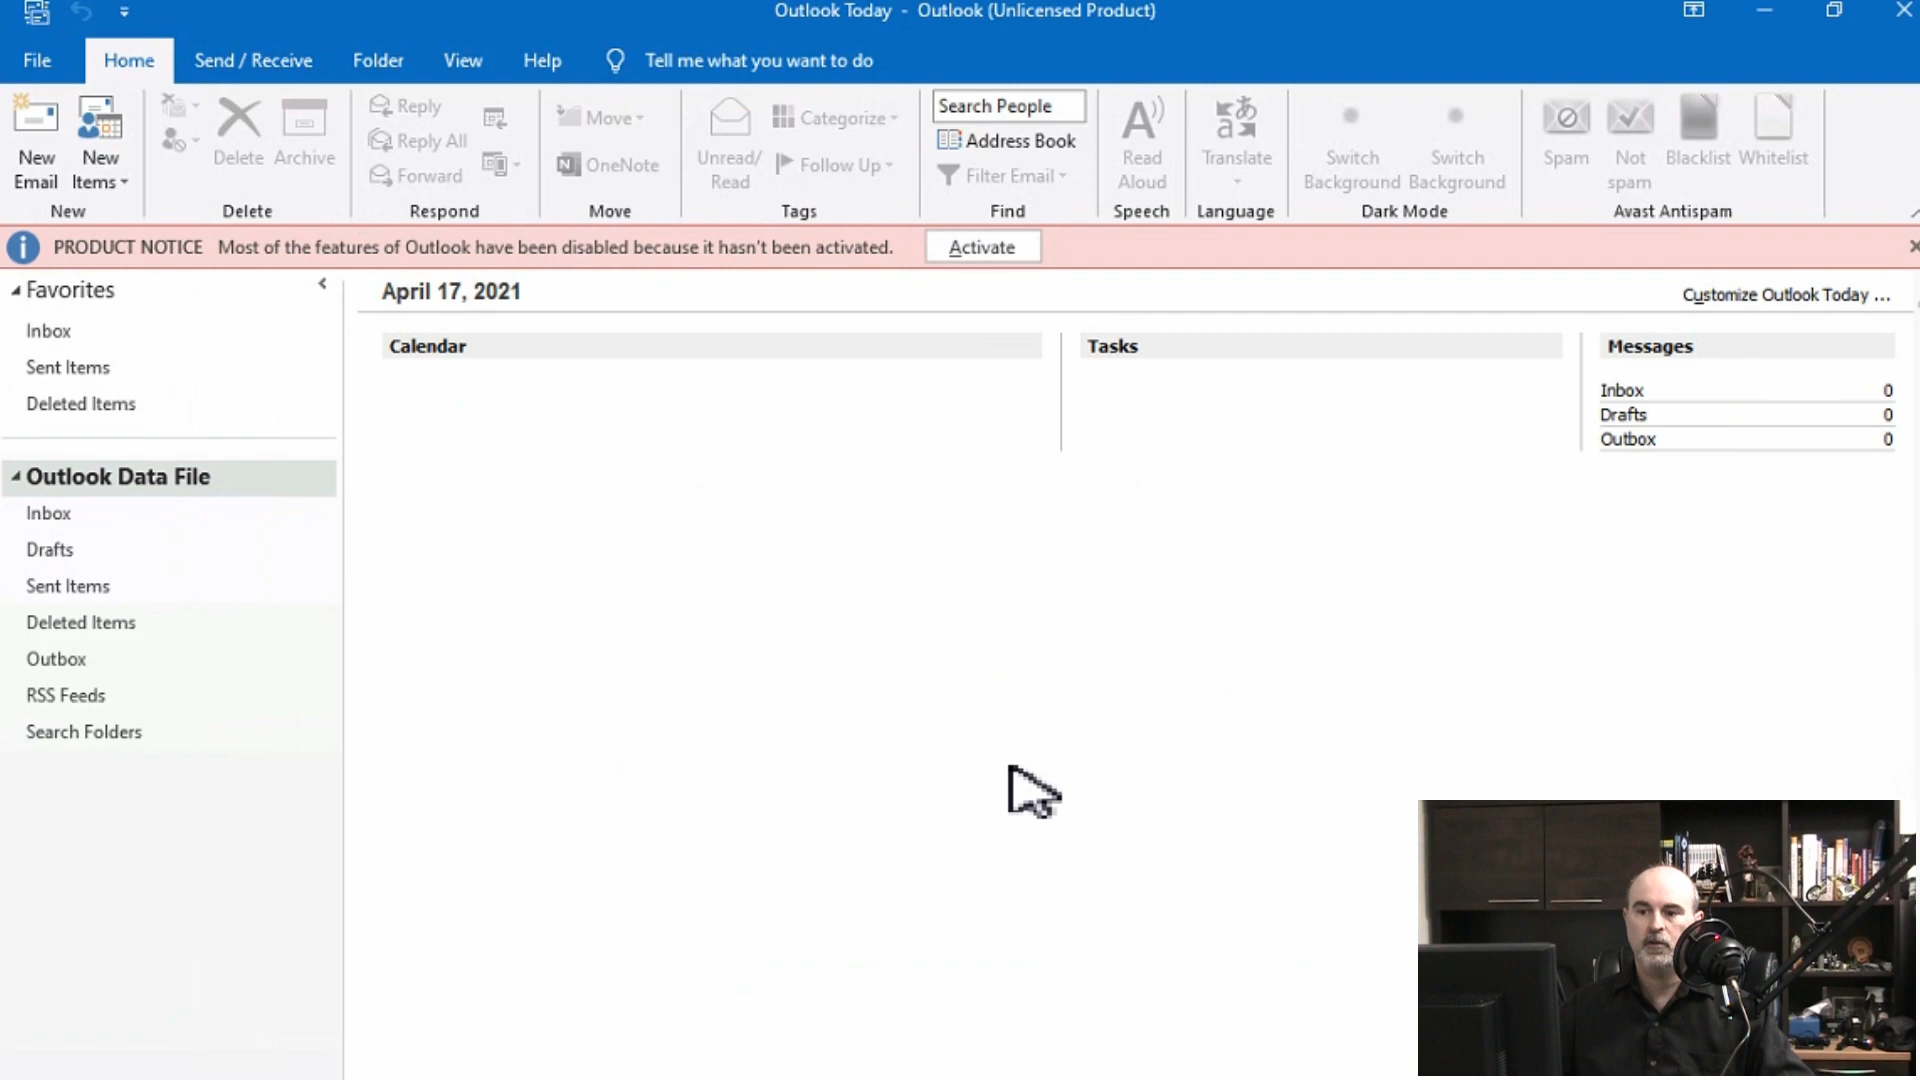 Outlook Today - Outlook (Unlicensed Product)
File Home Send / Receive Folder View Help Tell me what you want to do
New Email
New Items
New
Delete
Archive
Delete
Reply
Reply All
Forward
Respond
Move
OneNote
Move
Unread/ Read
Categorize
Follow Up
Tags
Search People
Address Book
Filter Email
Find
Read Aloud
Speech
Translate
Language
Switch Background
Switch Background
Dark Mode
Spam
Not spam
Blacklist
Whitelist
Avast Antispam
PRODUCT NOTICE Most of the features of Outlook have been disabled because it hasn't been activated. Activate
Favorites
Inbox
Sent Items
Deleted Items
Outlook Data File
Inbox
Drafts
Sent Items
Deleted Items
Outbox
RSS Feeds
Search Folders
April 17, 2021
Customize Outlook Today ...
Calendar
Tasks
Messages
Inbox 0
Drafts 0
Outbox 0